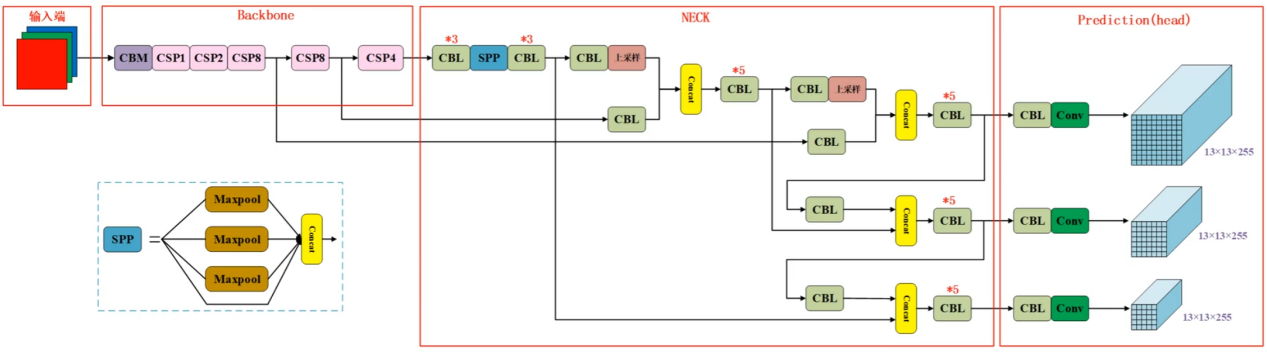 输入端
Backbone
NECK
Prediction(head)
CBM
CSP1
CSP2
CSP8
CSP8
CSP4
*3
CBL
SPP
*3
CBL
CBL
上采样
CBL
Concat
*5
CBL
CBL
上采样
CBL
Concat
*5
CBL
CBL
Conv
13×13×255
CBL
Concat
*5
CBL
CBL
Conv
13×13×255
CBL
Concat
*5
CBL
CBL
Conv
13×13×255
SPP
=
Maxpool
Maxpool
Maxpool
Concat